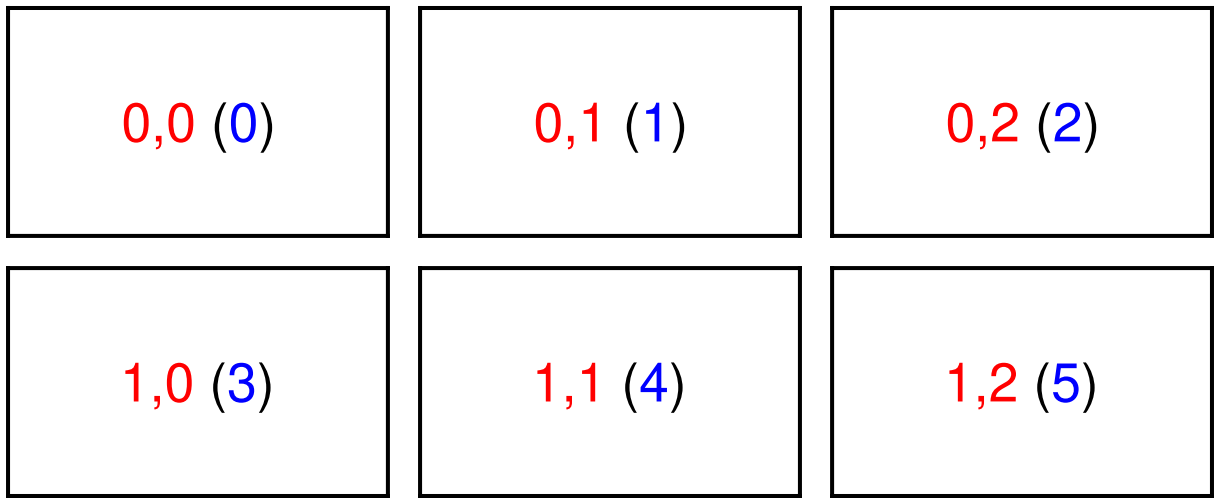 0,0 (0) 0,1 (1) 0,2 (2)
1,0 (3) 1,1 (4) 1,2 (5)